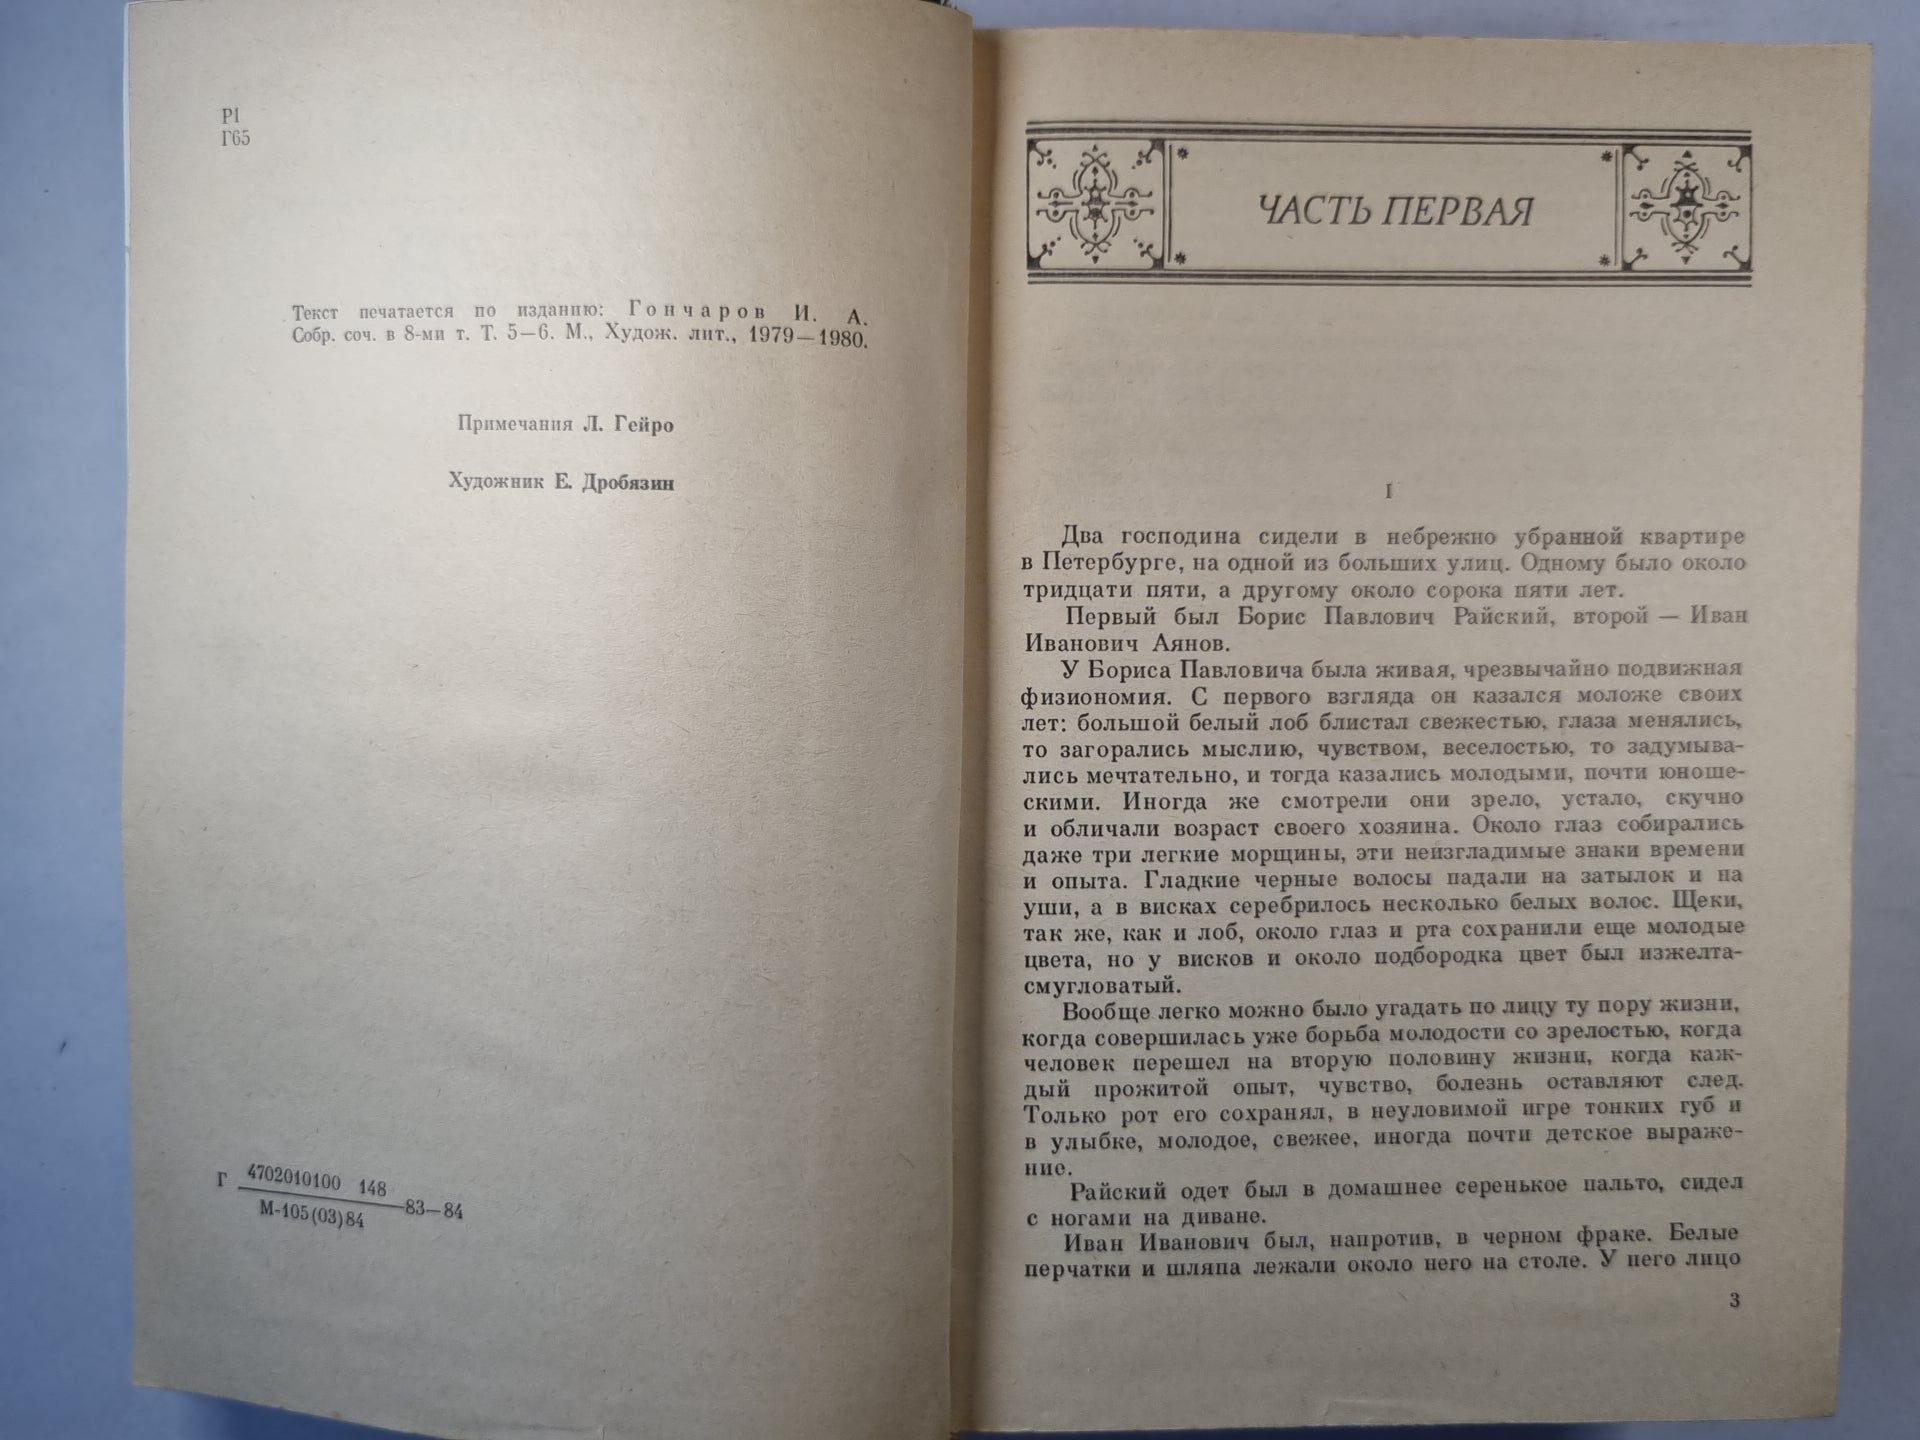 Р1
Г65
Текст печатается по изданию: Гончаров И. А.
Собр. соч. в 8-ми т. Т. 5—6. М., Худож. лит., 1979—1980.
Примечания Л. Гейро
Художник Е. Дробязин
Г 4702010100 148
М-105(03)84 —83—84
ЧАСТЬ ПЕРВАЯ
I
Два господина сидели в небрежно убранной квартире
в Петербурге, на одной из больших улиц. Одному было около
тридцати пяти, а другому около сорока пяти лет.
Первый был Борис Павлович Райский, второй — Иван
Иванович Аянов.
У Бориса Павловича была живая, чрезвычайно подвижная
физиономия. С первого взгляда он казался моложе своих
лет: большой белый лоб блистал свежестью, глаза менялись,
то загорались мыслию, чувством, веселостью, то задумыва-
лись мечтательно, и тогда казались молодыми, почти юноше-
скими. Иногда же смотрели они зрело, устало, скучно
и обличали возраст своего хозяина. Около глаз собирались
даже три легкие морщины, эти неизгладимые знаки времени
и опыта. Гладкие черные волосы падали на затылок и на
уши, а в висках серебрилось несколько белых волос. Щеки,
так же, как и лоб, около глаз и рта сохранили еще молодые
цвета, но у висков и около подбородка цвет был изжелта-
смугловатый.
Вообще легко можно было угадать по лицу ту пору жизни,
когда совершилась уже борьба молодости со зрелостью, когда
человек перешел на вторую половину жизни, когда каж-
дый прожитой опыт, чувство, болезнь оставляют след.
Только рот его сохранял, в неуловимой игре тонких губ и
в улыбке, молодое, свежее, иногда почти детское выраже-
ние.
Райский одет был в домашнее серенькое пальто, сидел
с ногами на диване.
Иван Иванович был, напротив, в черном фраке. Белые
перчатки и шляпа лежали около него на столе. У него лицо
3